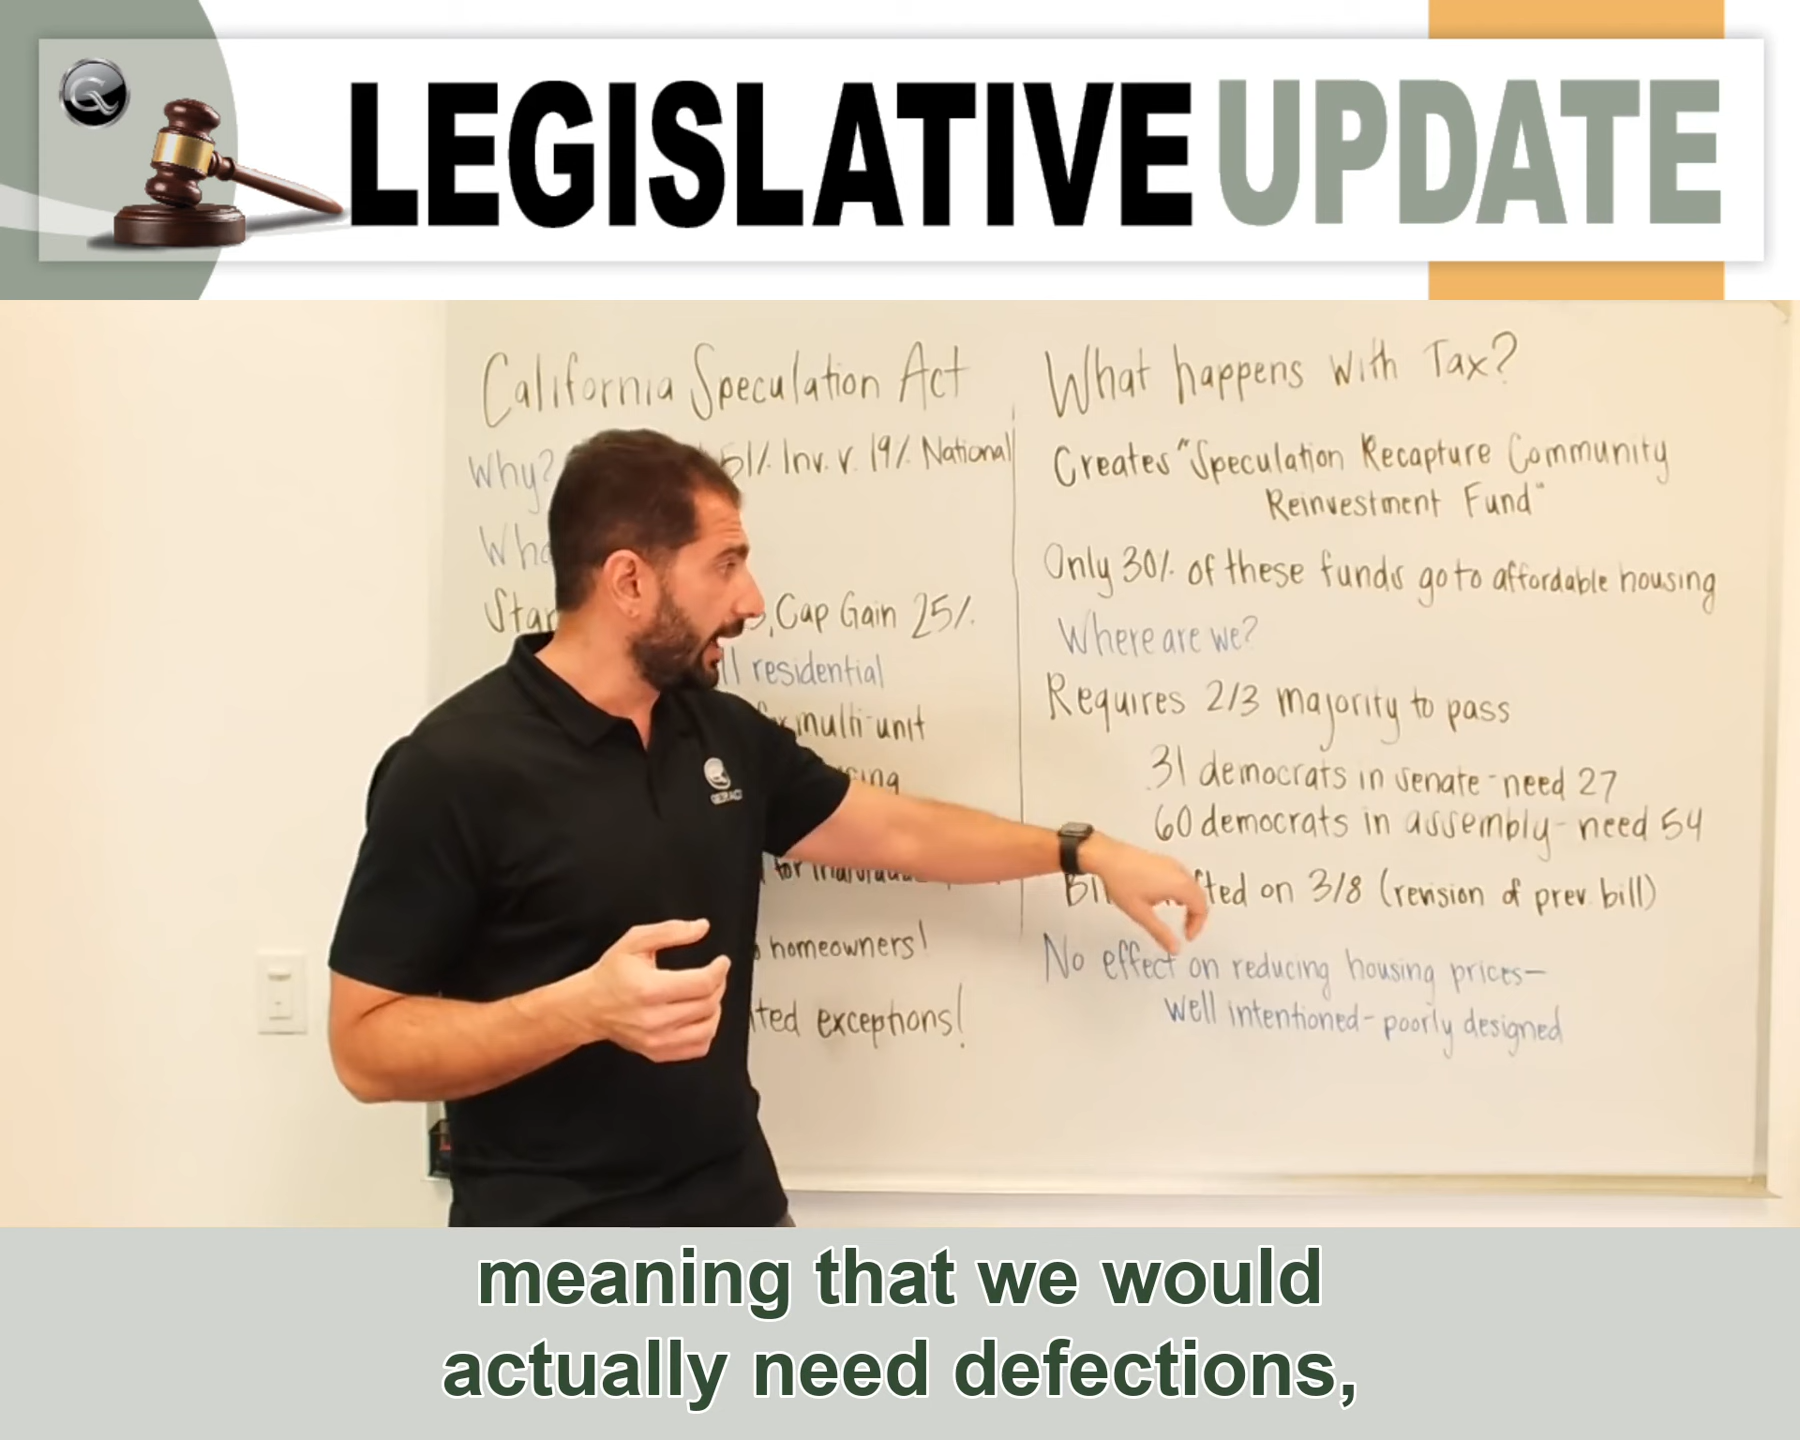 LEGISLATIVE UPDATE
California Speculation Act
Why? 51% Inv. v. 19% National
Cap Gain 25%
residential
multi-unit
homeowners!
exceptions!
What happens with Tax?
Creates "Speculation Recapture Community
Reinvestment Fund"
Only 30% of these funds go to affordable housing
Where are we?
Requires 2/3 majority to pass
31 democrats in senate - need 27
60 democrats in assembly - need 54
on 3/8 (revision of prev. bill)
No effect on reducing housing prices—
well intentioned - poorly designed
meaning that we would
actually need defections,